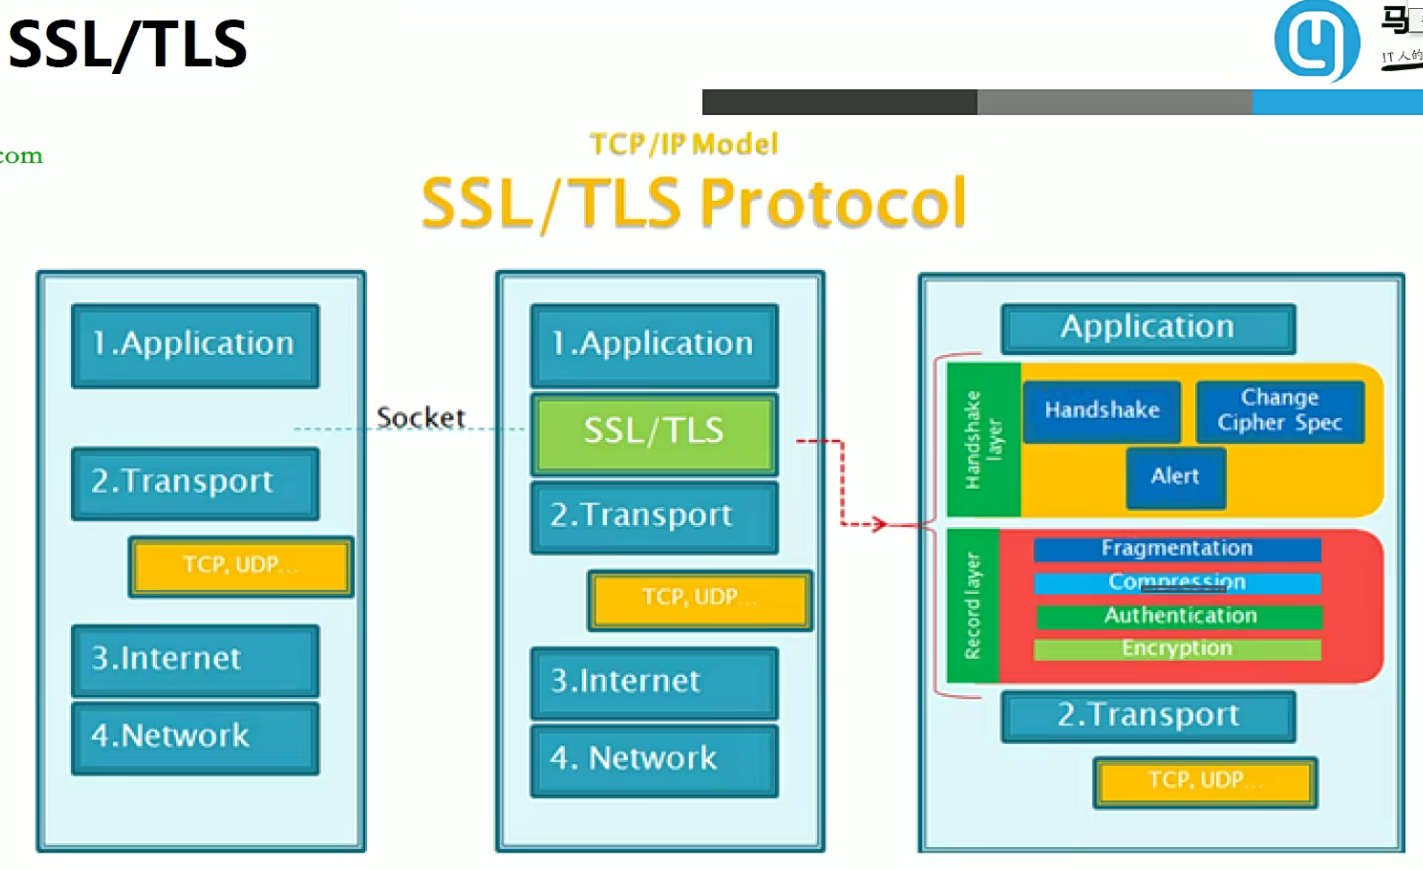 SSL/TLS
马
IT人的
com
TCP/IP Model
SSL/TLS Protocol
1.Application
2.Transport
TCP, UDP...
3.Internet
4.Network
Socket
1.Application
SSL/TLS
2.Transport
TCP, UDP...
3.Internet
4. Network
Application
Handshake
layer
Handshake
Change
Cipher Spec
Alert
Record layer
Fragmentation
Compression
Authentication
Encryption
2.Transport
TCP, UDP...